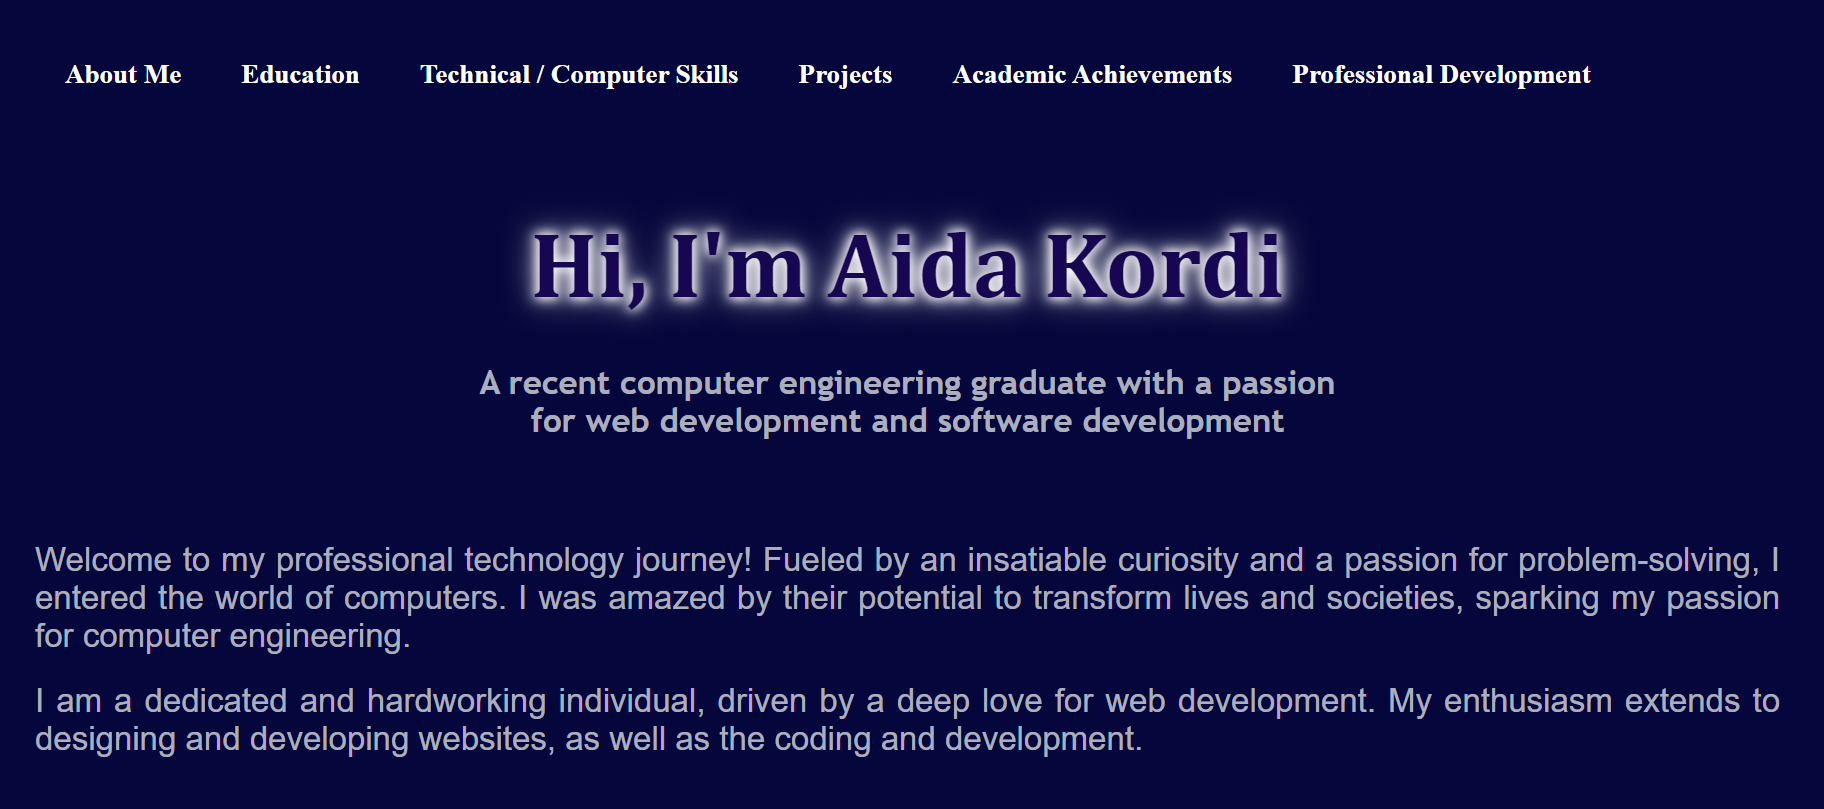 About Me Education Technical / Computer Skills Projects Academic Achievements Professional Development
Hi, I'm Aida Kordi
A recent computer engineering graduate with a passion
for web development and software development
Welcome to my professional technology journey! Fueled by an insatiable curiosity and a passion for problem-solving, I
entered the world of computers. I was amazed by their potential to transform lives and societies, sparking my passion
for computer engineering.
I am a dedicated and hardworking individual, driven by a deep love for web development. My enthusiasm extends to
designing and developing websites, as well as the coding and development.